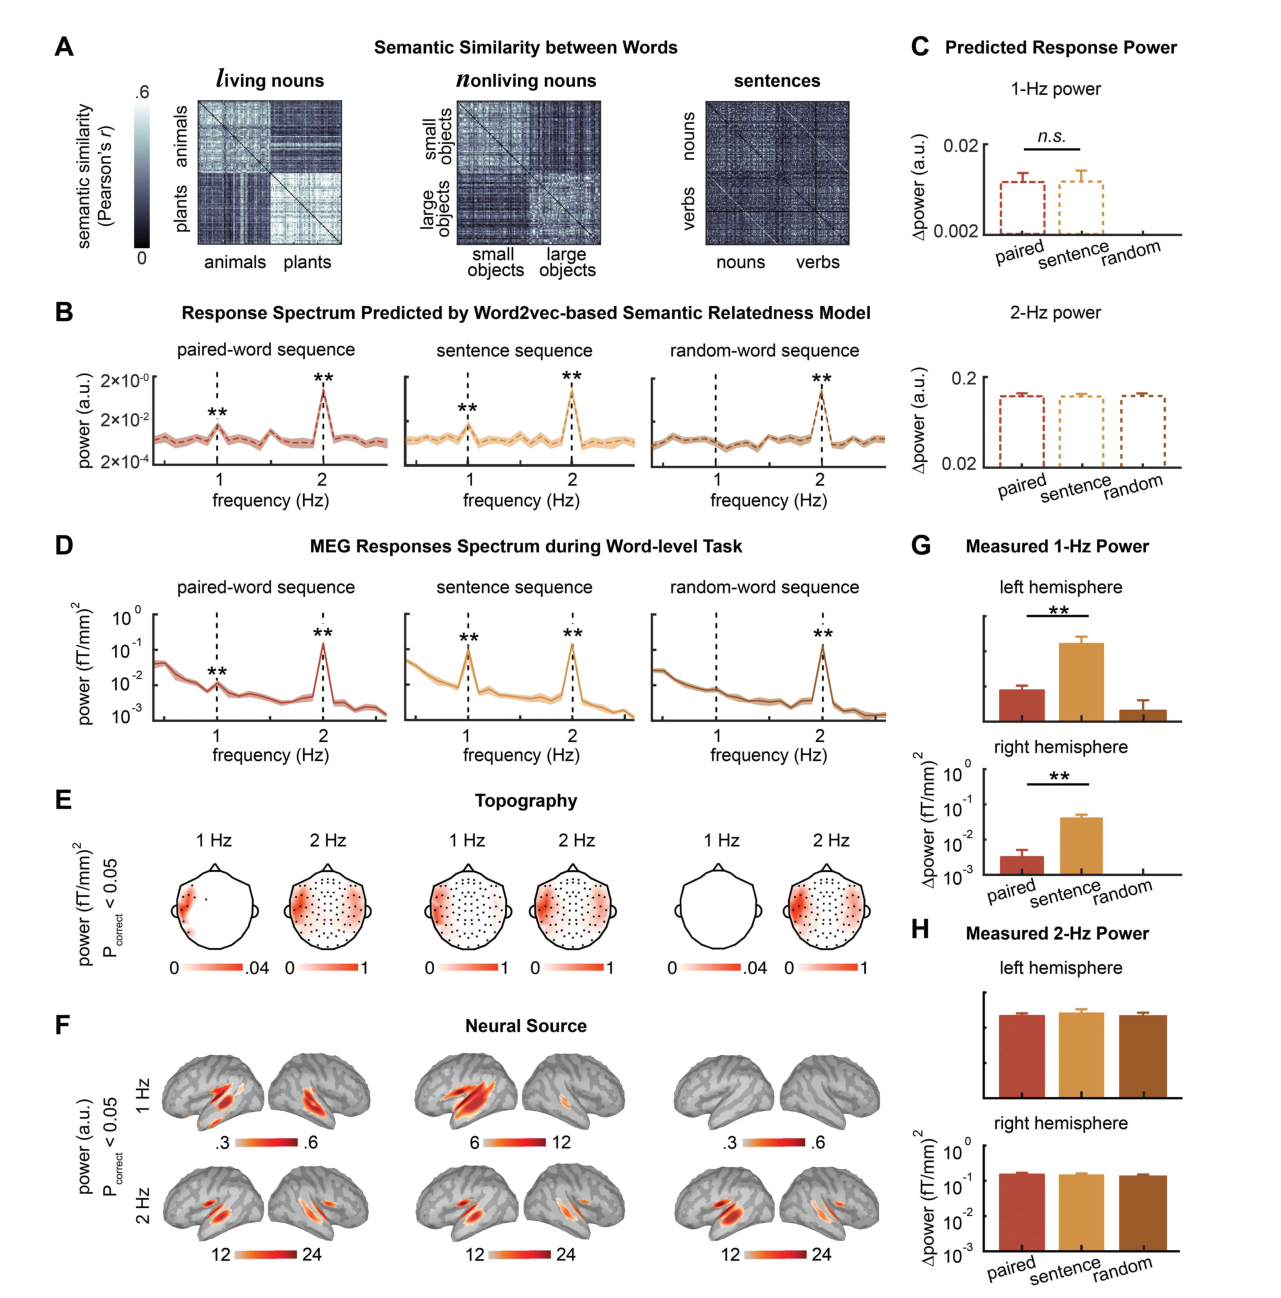 A
Semantic Similarity between Words
living nouns
nonliving nouns
sentences
.6
0
semantic similarity
(Pearson's r)
animals
plants
animals plants
small objects
large objects
small objects
large objects
nouns
verbs
nouns verbs
C Predicted Response Power
1-Hz power
Δpower (a.u.)
0.02
0.002
n.s.
paired sentence random
2-Hz power
Δpower (a.u.)
0.2
0.02
paired sentence random
B
Response Spectrum Predicted by Word2vec-based Semantic Relatedness Model
paired-word sequence
sentence sequence
random-word sequence
power (a.u.)
2×10⁻⁰
2×10⁻²
2×10⁻⁴
** **
** **
**
1 2
1 2
1 2
frequency (Hz)
frequency (Hz)
frequency (Hz)
D
MEG Responses Spectrum during Word-level Task
paired-word sequence
sentence sequence
random-word sequence
power (fT/mm)²
10⁰
10⁻¹
10⁻²
10⁻³
** **
** **
**
1 2
1 2
1 2
frequency (Hz)
frequency (Hz)
frequency (Hz)
G Measured 1-Hz Power
left hemisphere
**
right hemisphere
Δpower (fT/mm)²
10⁰
10⁻¹
10⁻²
10⁻³
**
paired sentence random
E
Topography
power (fT/mm)²
P correct < 0.05
1 Hz 2 Hz
1 Hz 2 Hz
1 Hz 2 Hz
0 .04 0 1
0 1 0 1
0 .04 0 1
F
Neural Source
power (a.u.)
P correct < 0.05
1 Hz
.3 .6
6 12
.3 .6
2 Hz
12 24
12 24
12 24
H Measured 2-Hz Power
left hemisphere
right hemisphere
Δpower (fT/mm)²
10⁰
10⁻¹
10⁻²
10⁻³
paired sentence random